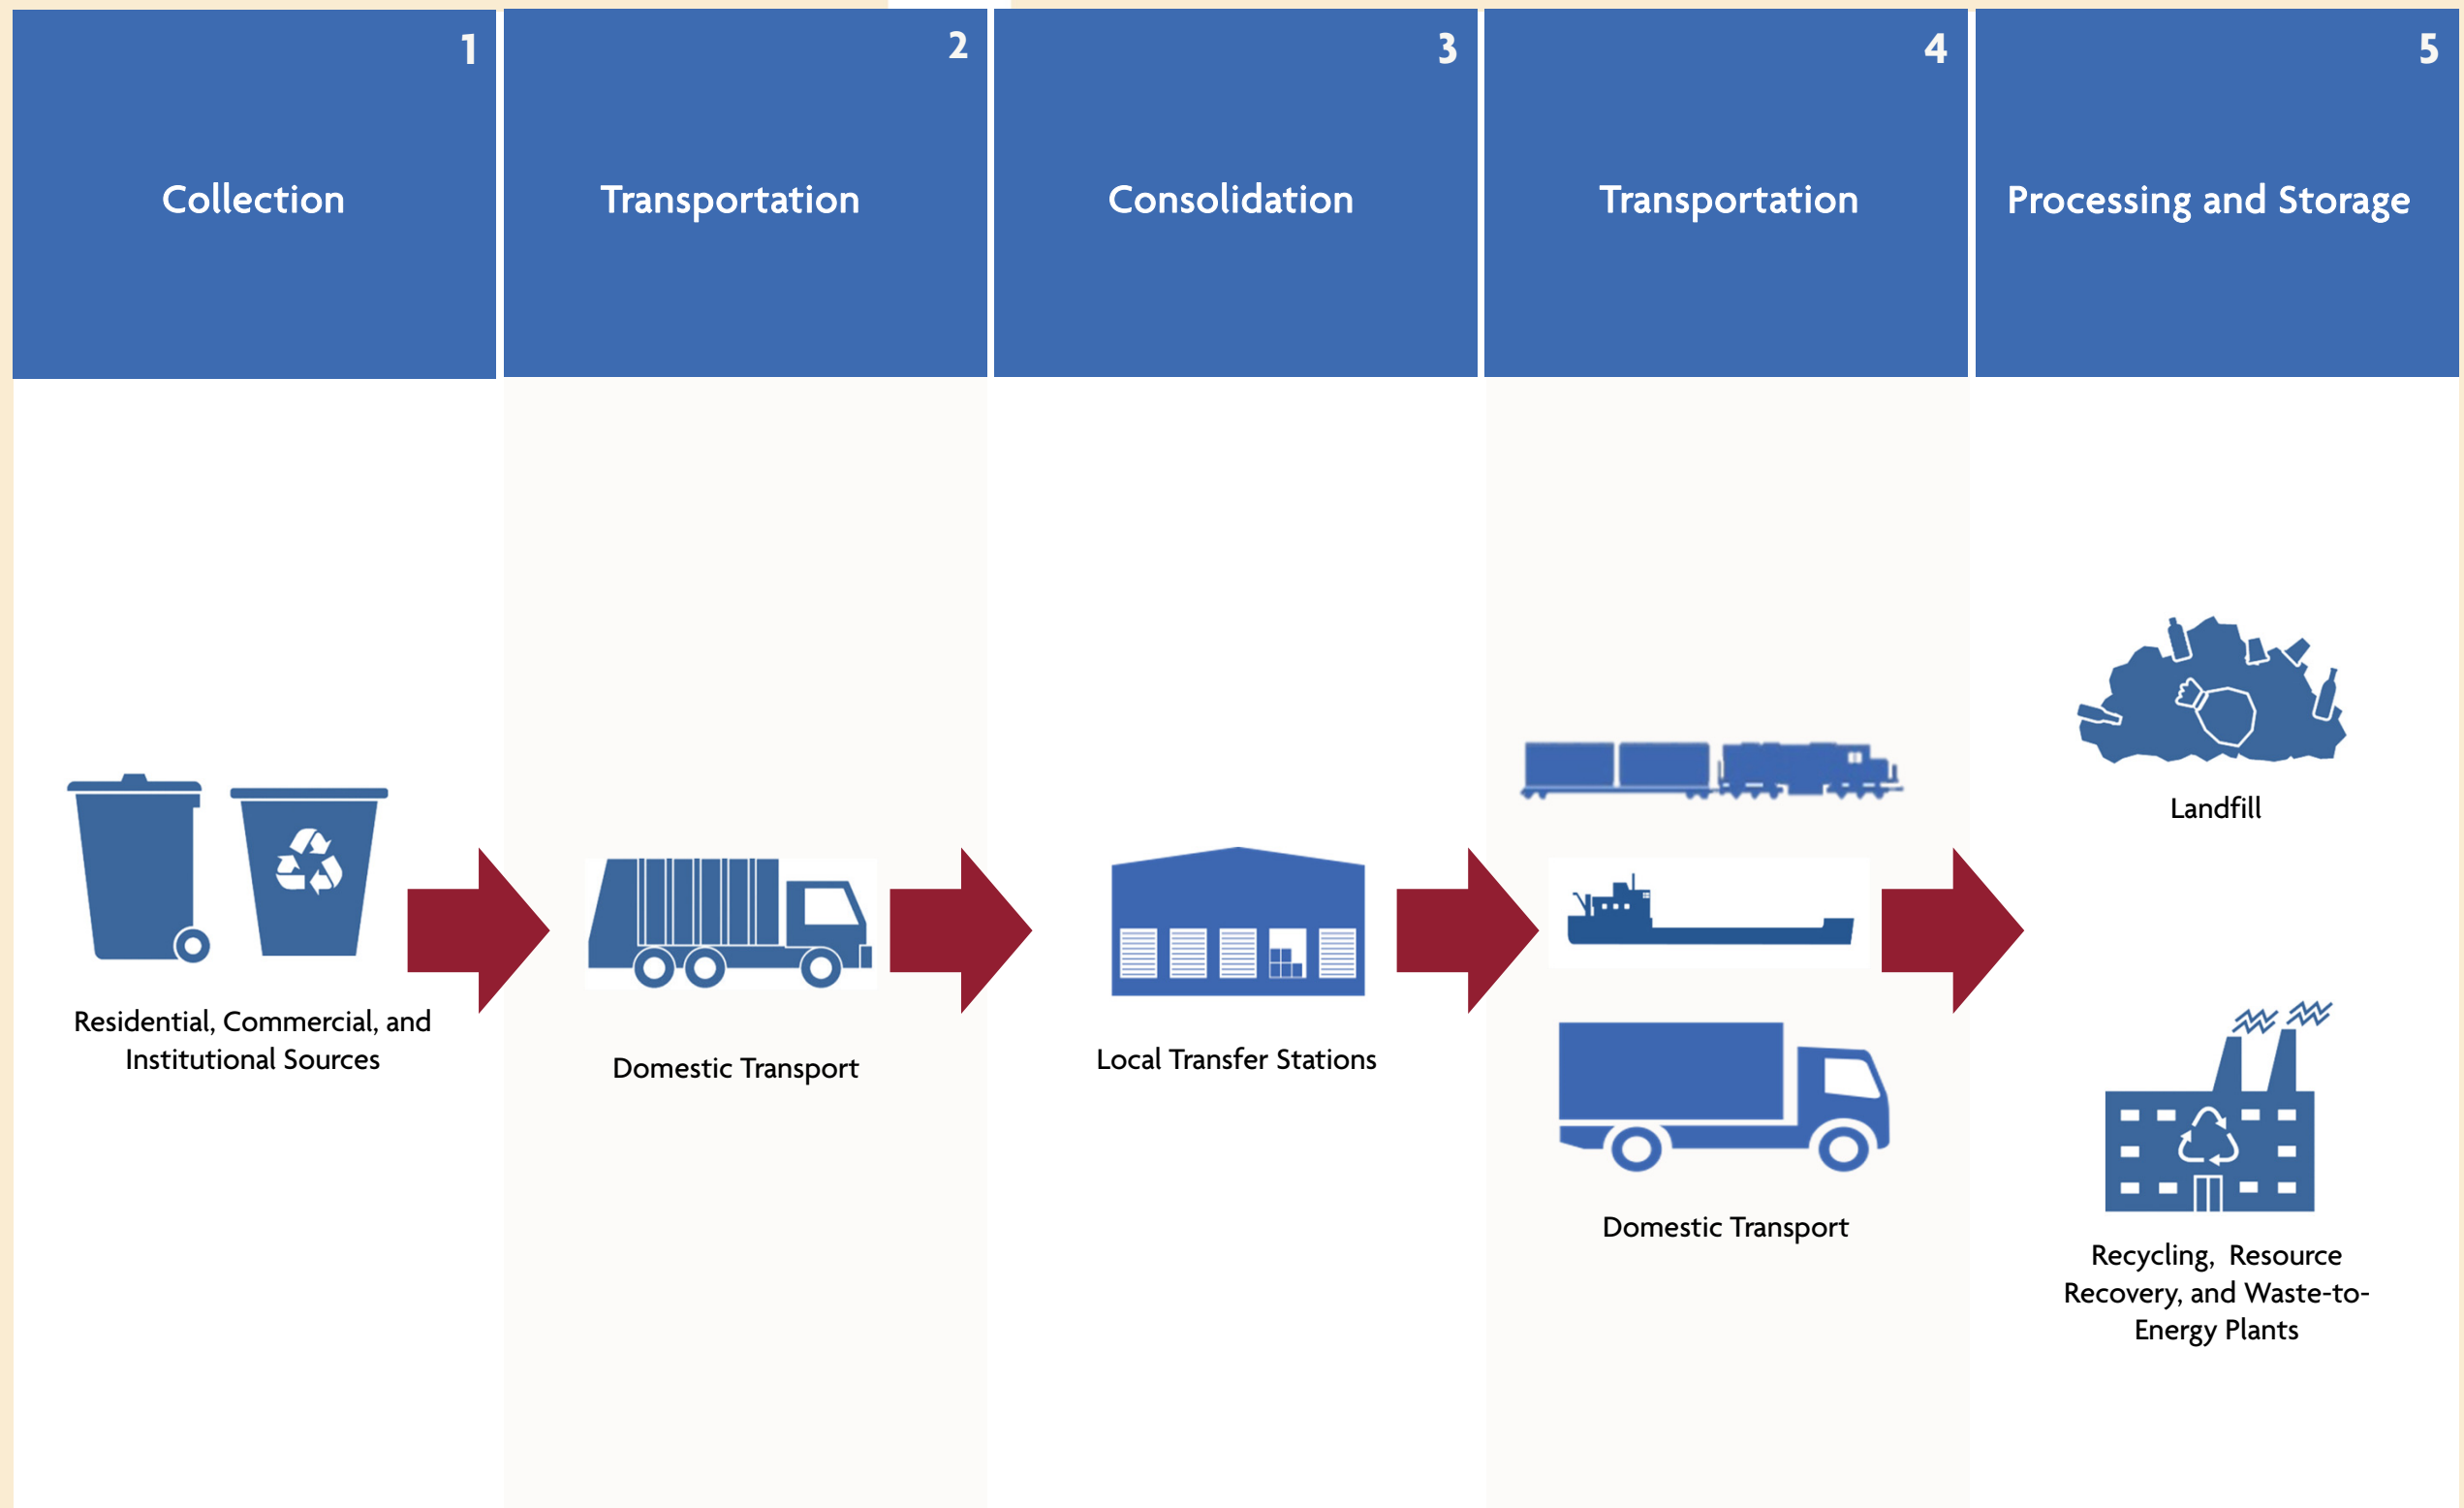 1
Collection
2
Transportation
3
Consolidation
4
Transportation
5
Processing and Storage
Residential, Commercial, and
Institutional Sources
Domestic Transport
Local Transfer Stations
Domestic Transport
Landfill
Recycling, Resource
Recovery, and Waste-to-
Energy Plants